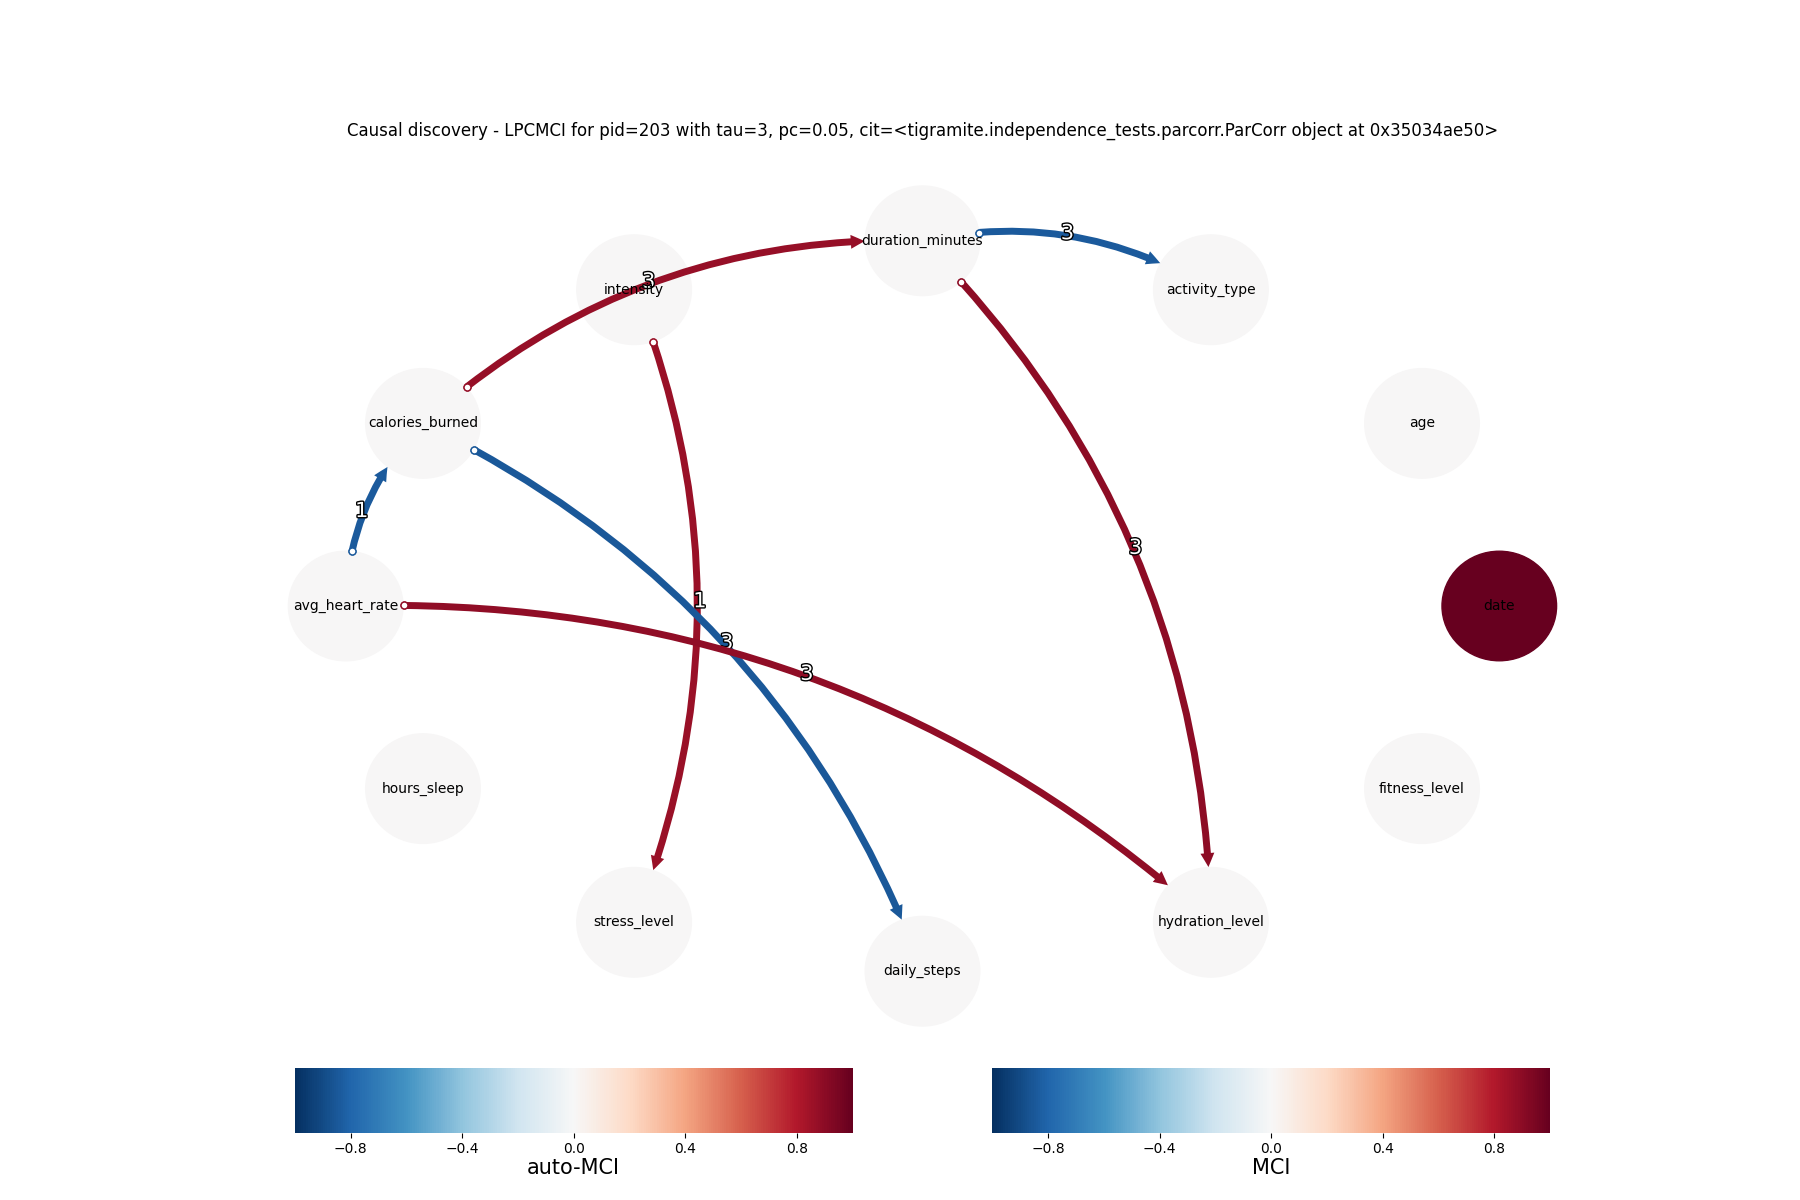 Causal discovery - LPCMCI for pid=203 with tau=3, pc=0.05, cit=<tigramite.independence_tests.parcorr.ParCorr object at 0x35034ae50>
duration_minutes
3
activity_type
3
intensity
calories_burned
age
1
3
avg_heart_rate
1
date
3
3
hours_sleep
fitness_level
stress_level
hydration_level
daily_steps
−0.8 −0.4 0.0 0.4 0.8
auto-MCI
−0.8 −0.4 0.0 0.4 0.8
MCI